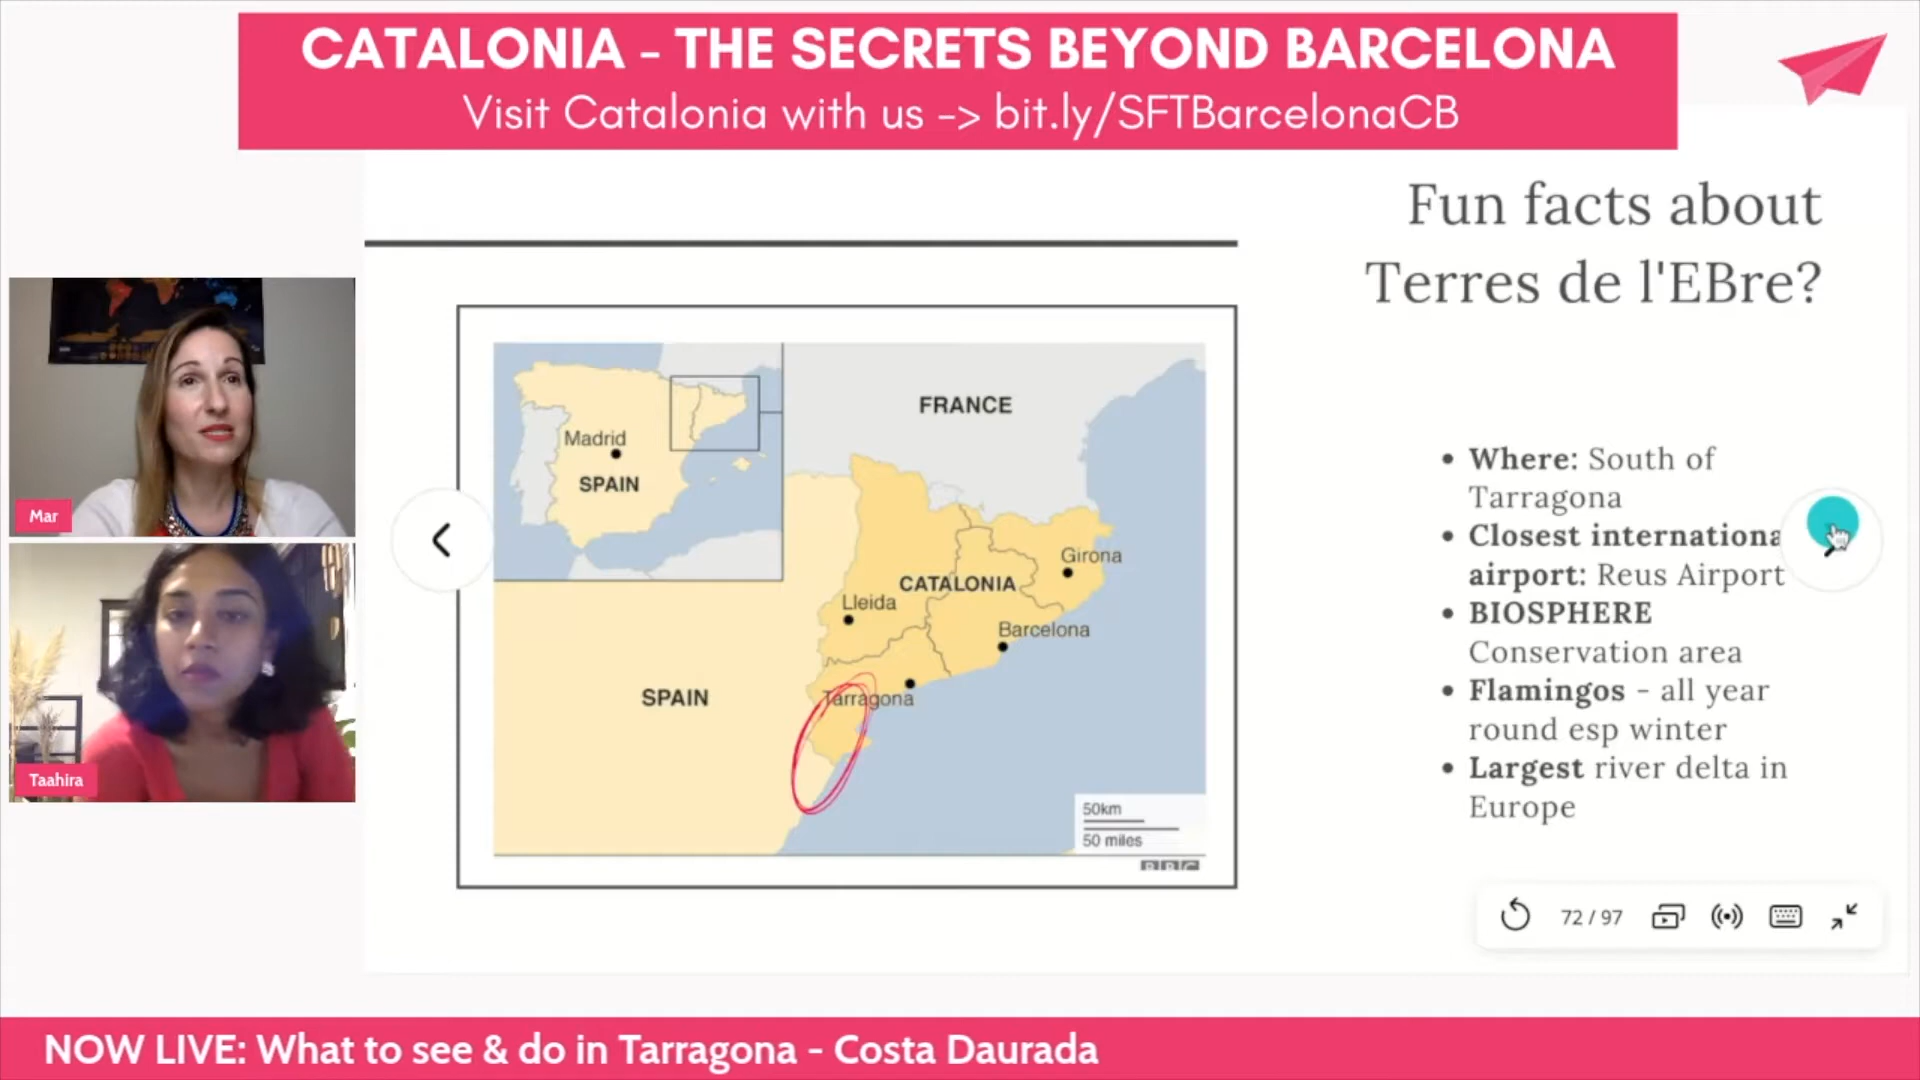 CATALONIA - THE SECRETS BEYOND BARCELONA
Visit Catalonia with us -> bit.ly/SFTBarcelonaCB
Fun facts about
Terres de l'EBre?
Mar
Taahira
Madrid
SPAIN
FRANCE
Girona
CATALONIA
Lleida
Barcelona
SPAIN
Tarragona
50km
50 miles
BBC
• Where: South of
Tarragona
• Closest internationa
airport: Reus Airport
• BIOSPHERE
Conservation area
• Flamingos - all year
round esp winter
• Largest river delta in
Europe
72 / 97
NOW LIVE: What to see & do in Tarragona - Costa Daurada